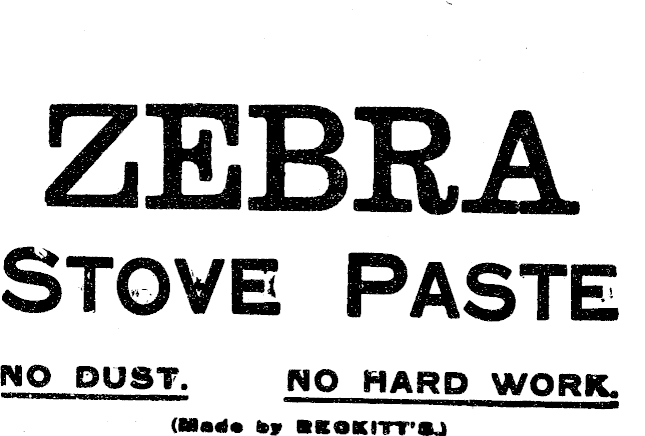 ZEBRA
STOVE PASTE
NO DUST. NO HARD WORK.
(Made by RECKITT'S.)